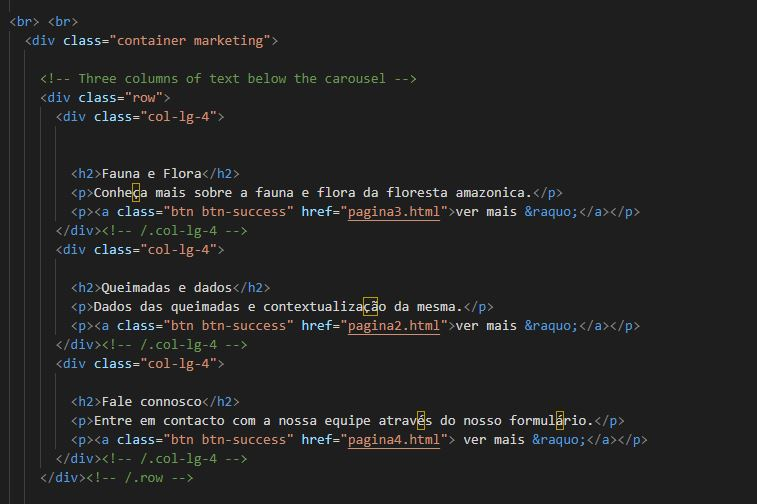 <br> <br>
<div class="container marketing">
<!-- Three columns of text below the carousel -->
<div class="row">
<div class="col-lg-4">
<h2>Fauna e Flora</h2>
<p>Conheça mais sobre a fauna e flora da floresta amazonica.</p>
<p><a class="btn btn-success" href="pagina3.html">ver mais &raquo;</a></p>
</div><!-- /.col-lg-4 -->
<div class="col-lg-4">
<h2>Queimadas e dados</h2>
<p>Dados das queimadas e contextualização da mesma.</p>
<p><a class="btn btn-success" href="pagina2.html">ver mais &raquo;</a></p>
</div><!-- /.col-lg-4 -->
<div class="col-lg-4">
<h2>Fale connosco</h2>
<p>Entre em contacto com a nossa equipe através do nosso formulário.</p>
<p><a class="btn btn-success" href="pagina4.html"> ver mais &raquo;</a></p>
</div><!-- /.col-lg-4 -->
</div><!-- /.row -->